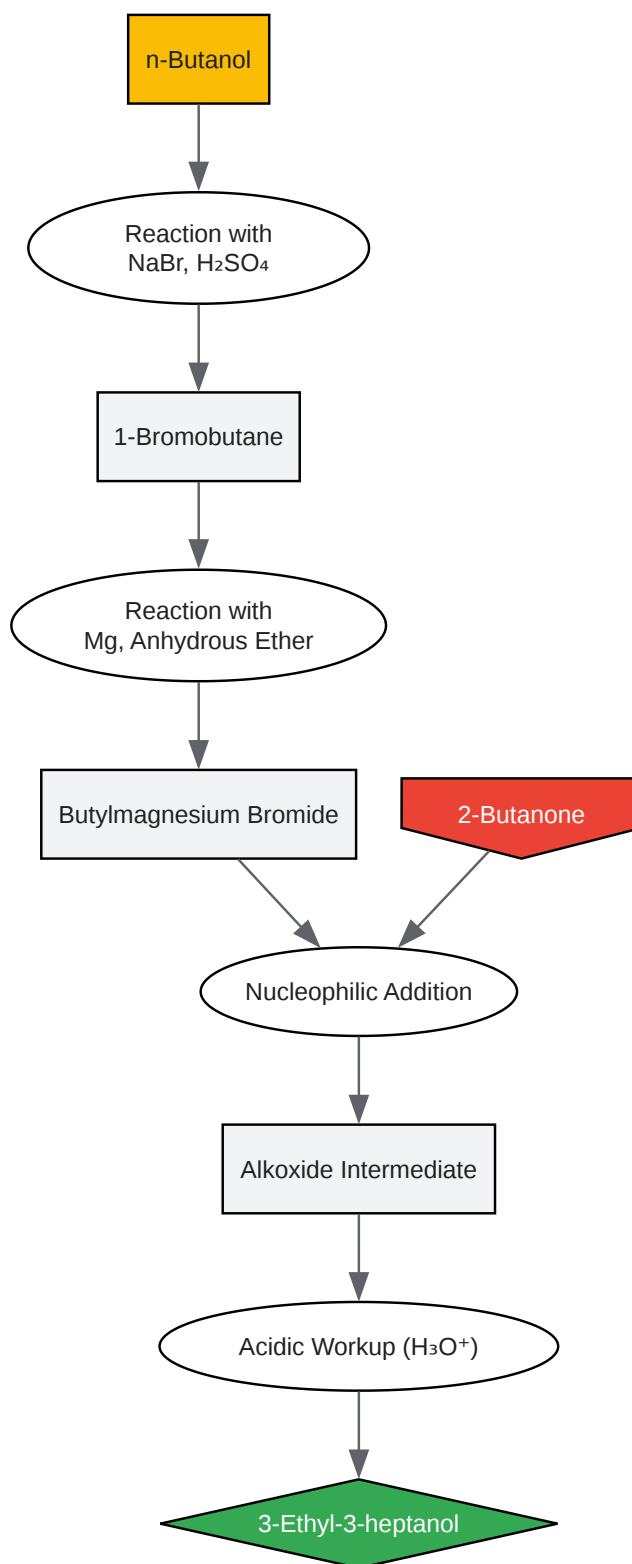 n-Butanol
Reaction with
NaBr, H₂SO₄
1-Bromobutane
Reaction with
Mg, Anhydrous Ether
Butylmagnesium Bromide
2-Butanone
Nucleophilic Addition
Alkoxide Intermediate
Acidic Workup (H₃O⁺)
3-Ethyl-3-heptanol